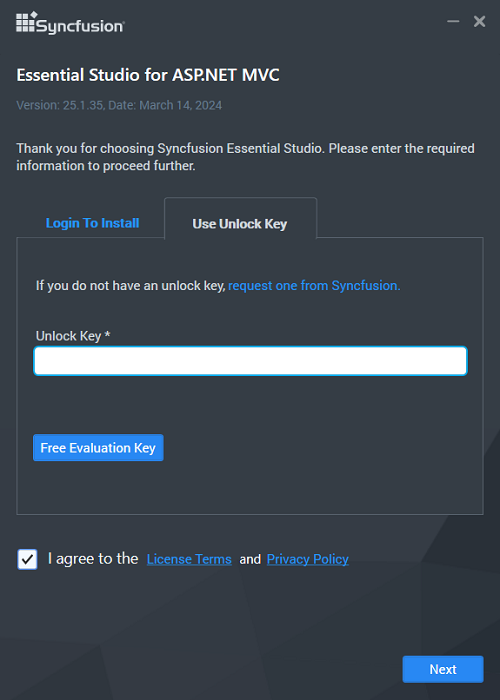 Syncfusion
Essential Studio for ASP.NET MVC
Version: 25.1.35, Date: March 14, 2024
Thank you for choosing Syncfusion Essential Studio. Please enter the required
information to proceed further.
Login To Install
Use Unlock Key
If you do not have an unlock key, request one from Syncfusion.
Unlock Key *
Free Evaluation Key
I agree to the License Terms and Privacy Policy
Next